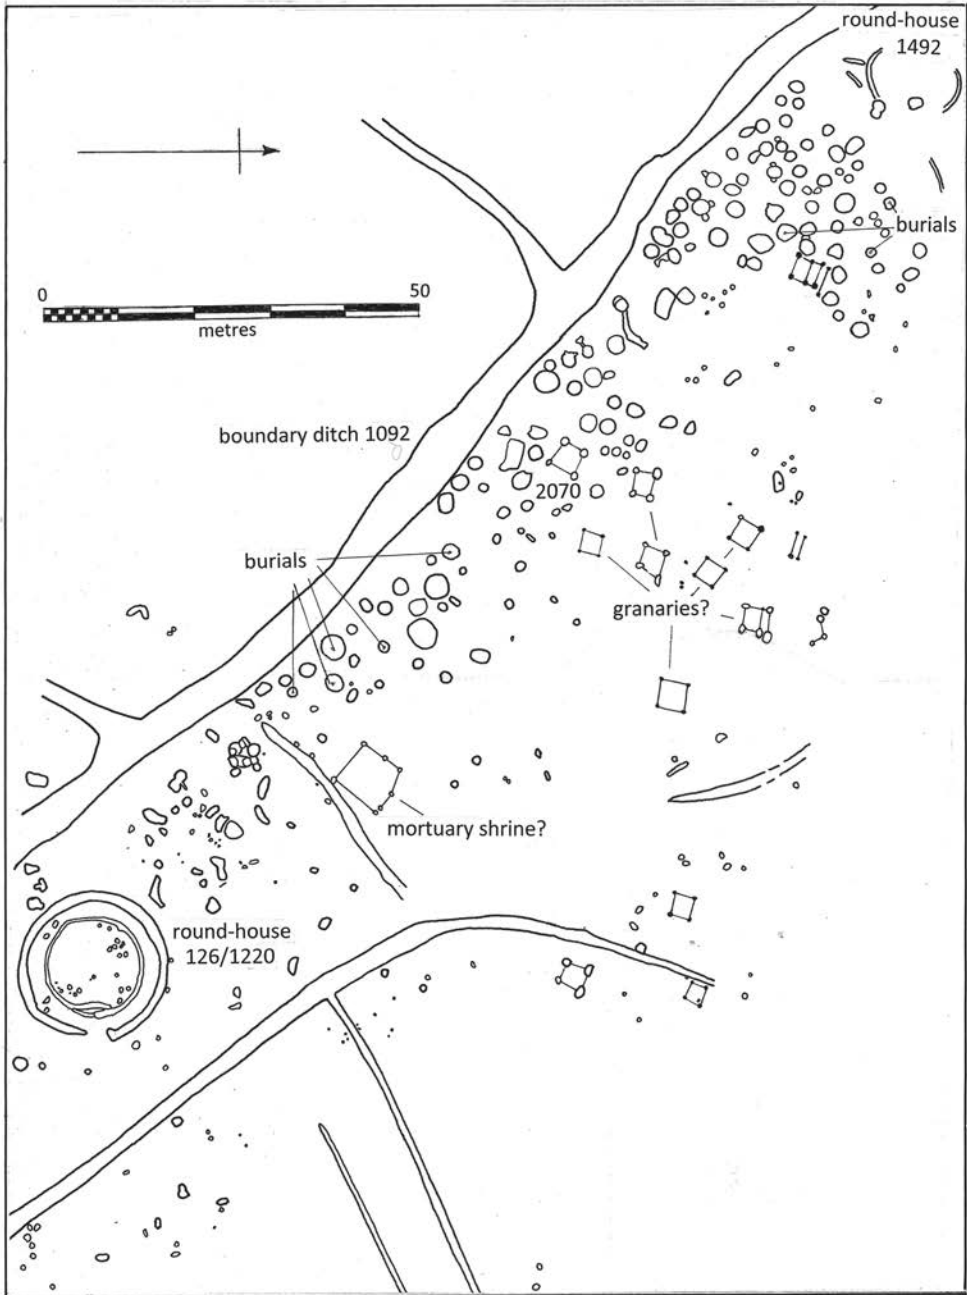 round-house
1492
burials
0
50
metres
boundary ditch 1092
2070
burials
granaries?
mortuary shrine?
round-house
126/1220